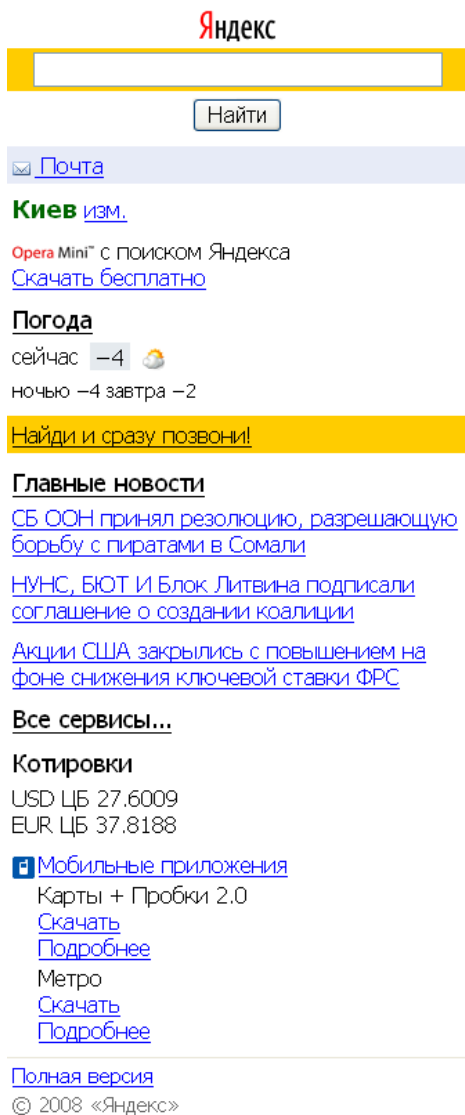 Яндекс
Найти
Почта
Киев изм.
Opera Mini™ с поиском Яндекса
Скачать бесплатно
Погода
сейчас −4
ночью −4 завтра −2
Найди и сразу позвони!
Главные новости
СБ ООН принял резолюцию, разрешающую
борьбу с пиратами в Сомали
НУНС, БЮТ И Блок Литвина подписали
соглашение о создании коалиции
Акции США закрылись с повышением на
фоне снижения ключевой ставки ФРС
Все сервисы...
Котировки
USD ЦБ 27.6009
EUR ЦБ 37.8188
Мобильные приложения
Карты + Пробки 2.0
Скачать
Подробнее
Метро
Скачать
Подробнее
Полная версия
© 2008 «Яндекс»